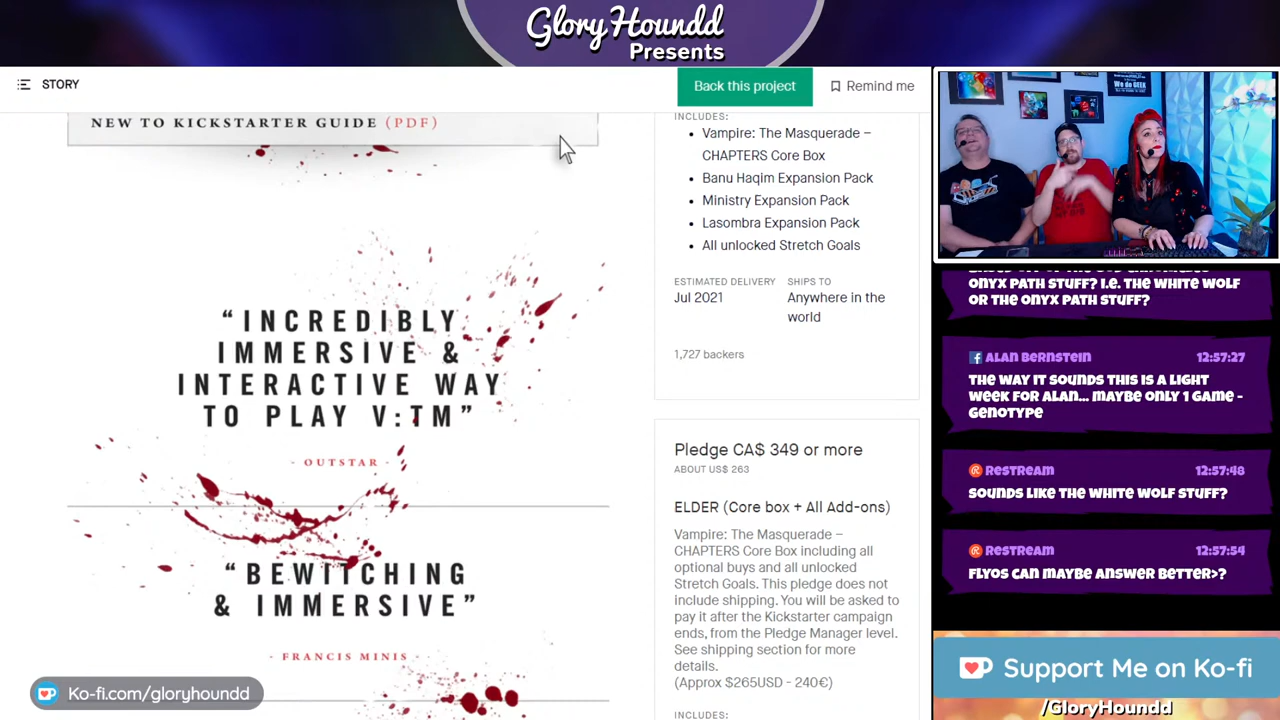 Glory Houndd
Presents
STORY
Back this project
Remind me
NEW TO KICKSTARTER GUIDE (PDF)
"INCREDIBLY
IMMERSIVE &
INTERACTIVE WAY
TO PLAY V:TM"
- OUTSTAR -
"BEWITCHING
& IMMERSIVE"
- FRANCIS MINIS -
Ko-fi.com/gloryhoundd
INCLUDES:
• Vampire: The Masquerade –
CHAPTERS Core Box
• Banu Haqim Expansion Pack
• Ministry Expansion Pack
• Lasombra Expansion Pack
• All unlocked Stretch Goals
ESTIMATED DELIVERY
Jul 2021
SHIPS TO
Anywhere in the
world
1,727 backers
Pledge CA$ 349 or more
ABOUT US$ 263
ELDER (Core box + All Add-ons)
Vampire: The Masquerade –
CHAPTERS Core Box including all
optional buys and all unlocked
Stretch Goals. This pledge does not
include shipping. You will be asked to
pay it after the Kickstarter campaign
ends, from the Pledge Manager level.
See shipping section for more
details.
(Approx $265USD - 240€)
INCLUDES:
We do GEEK
ONYX PATH STUFF? I.E. THE WHITE WOLF
OR THE ONYX PATH STUFF?
ALAN BERNSTEIN 12:57:27
THE WAY IT SOUNDS THIS IS A LIGHT
WEEK FOR ALAN... MAYBE ONLY 1 GAME -
GENOTYPE
RESTREAM 12:57:48
SOUNDS LIKE THE WHITE WOLF STUFF?
RESTREAM 12:57:54
FLYOS CAN MAYBE ANSWER BETTER>?
Support Me on Ko-fi
/GloryHoundd